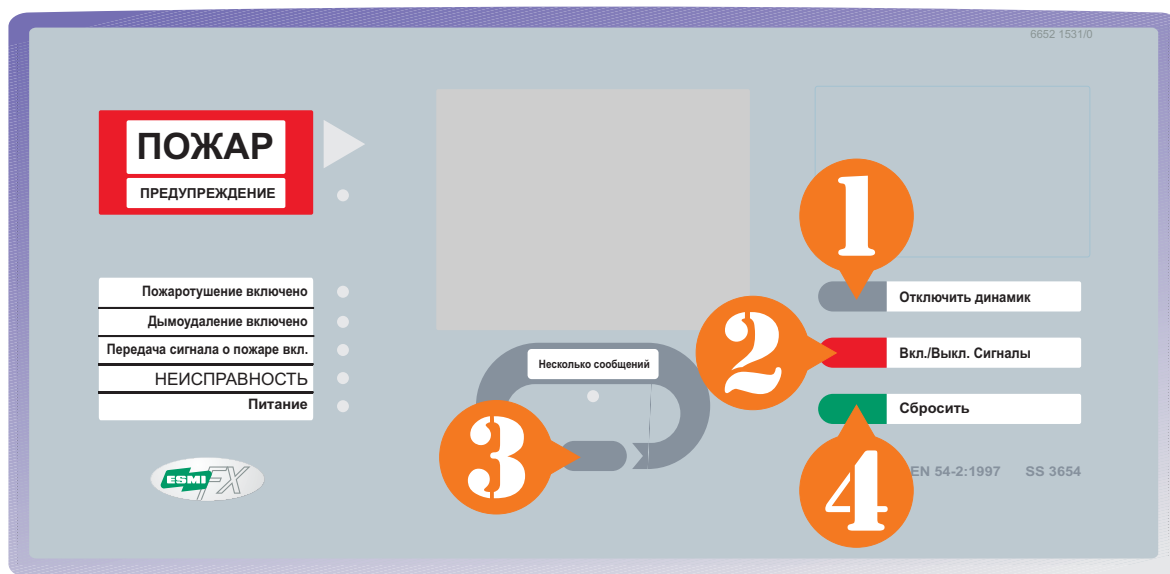 6652 1531/0
ПОЖАР
ПРЕДУПРЕЖДЕНИЕ
1
Пожаротушение включено
Дымоудаление включено
Передача сигнала о пожаре вкл.
НЕИСПРАВНОСТЬ
Питание
Отключить динамик
2
Вкл./Выкл. Сигналы
Несколько сообщений
Сбросить
3
4
ESMI FX
EN 54-2:1997 SS 3654